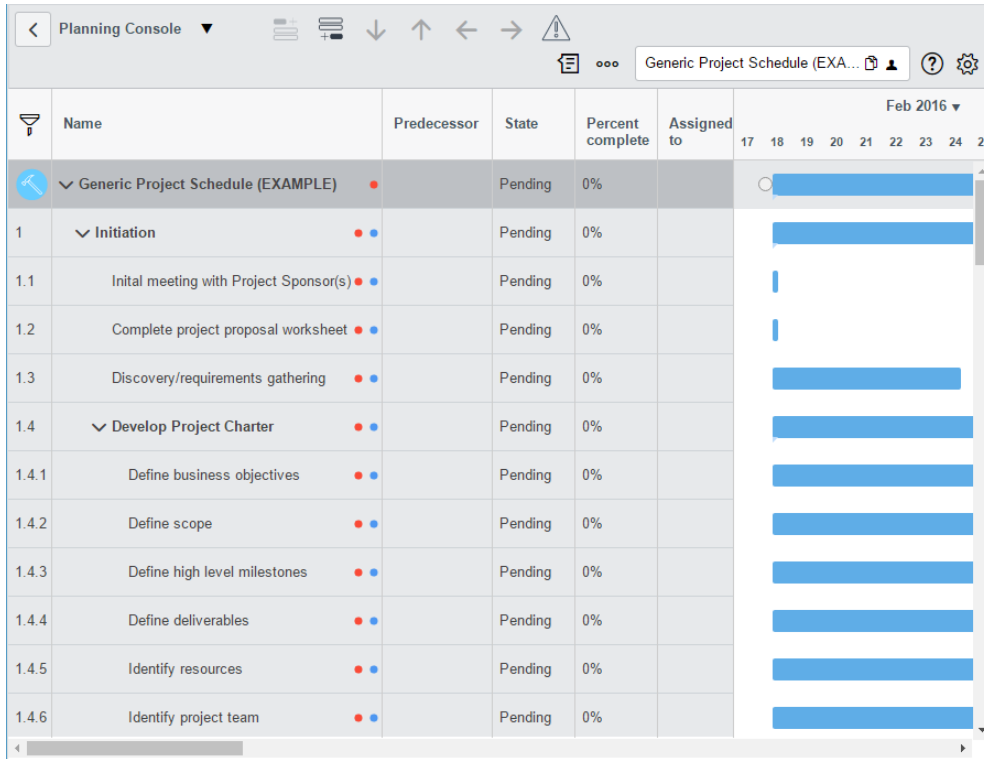 Planning Console
Generic Project Schedule (EXA...
Feb 2016
Name Predecessor State Percent complete Assigned to
17 18 19 20 21 22 23 24 2
Generic Project Schedule (EXAMPLE) Pending 0%
1 Initiation Pending 0%
1.1 Inital meeting with Project Sponsor(s) Pending 0%
1.2 Complete project proposal worksheet Pending 0%
1.3 Discovery/requirements gathering Pending 0%
1.4 Develop Project Charter Pending 0%
1.4.1 Define business objectives Pending 0%
1.4.2 Define scope Pending 0%
1.4.3 Define high level milestones Pending 0%
1.4.4 Define deliverables Pending 0%
1.4.5 Identify resources Pending 0%
1.4.6 Identify project team Pending 0%